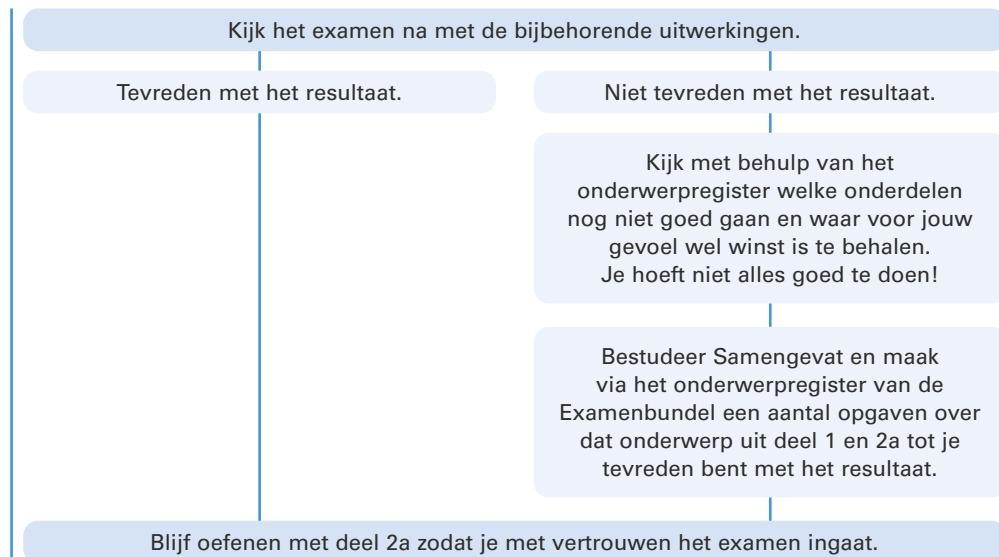 Kijk het examen na met de bijbehorende uitwerkingen.
Tevreden met het resultaat.
Niet tevreden met het resultaat.
Kijk met behulp van het
onderwerpregister welke onderdelen
nog niet goed gaan en waar voor jouw
gevoel wel winst is te behalen.
Je hoeft niet alles goed te doen!
Bestudeer Samengevat en maak
via het onderwerpregister van de
Examenbundel een aantal opgaven over
dat onderwerp uit deel 1 en 2a tot je
tevreden bent met het resultaat.
Blijf oefenen met deel 2a zodat je met vertrouwen het examen ingaat.